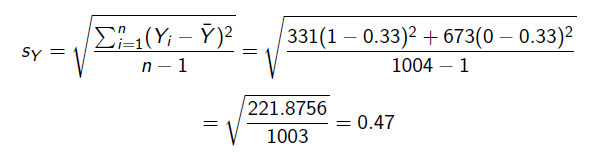 s_Y = √(∑_{i=1}^{n}(Y_i − Ȳ)² / (n − 1)) = √((331(1 − 0.33)² + 673(0 − 0.33)²) / (1004 − 1))
= √(221.8756 / 1003) = 0.47